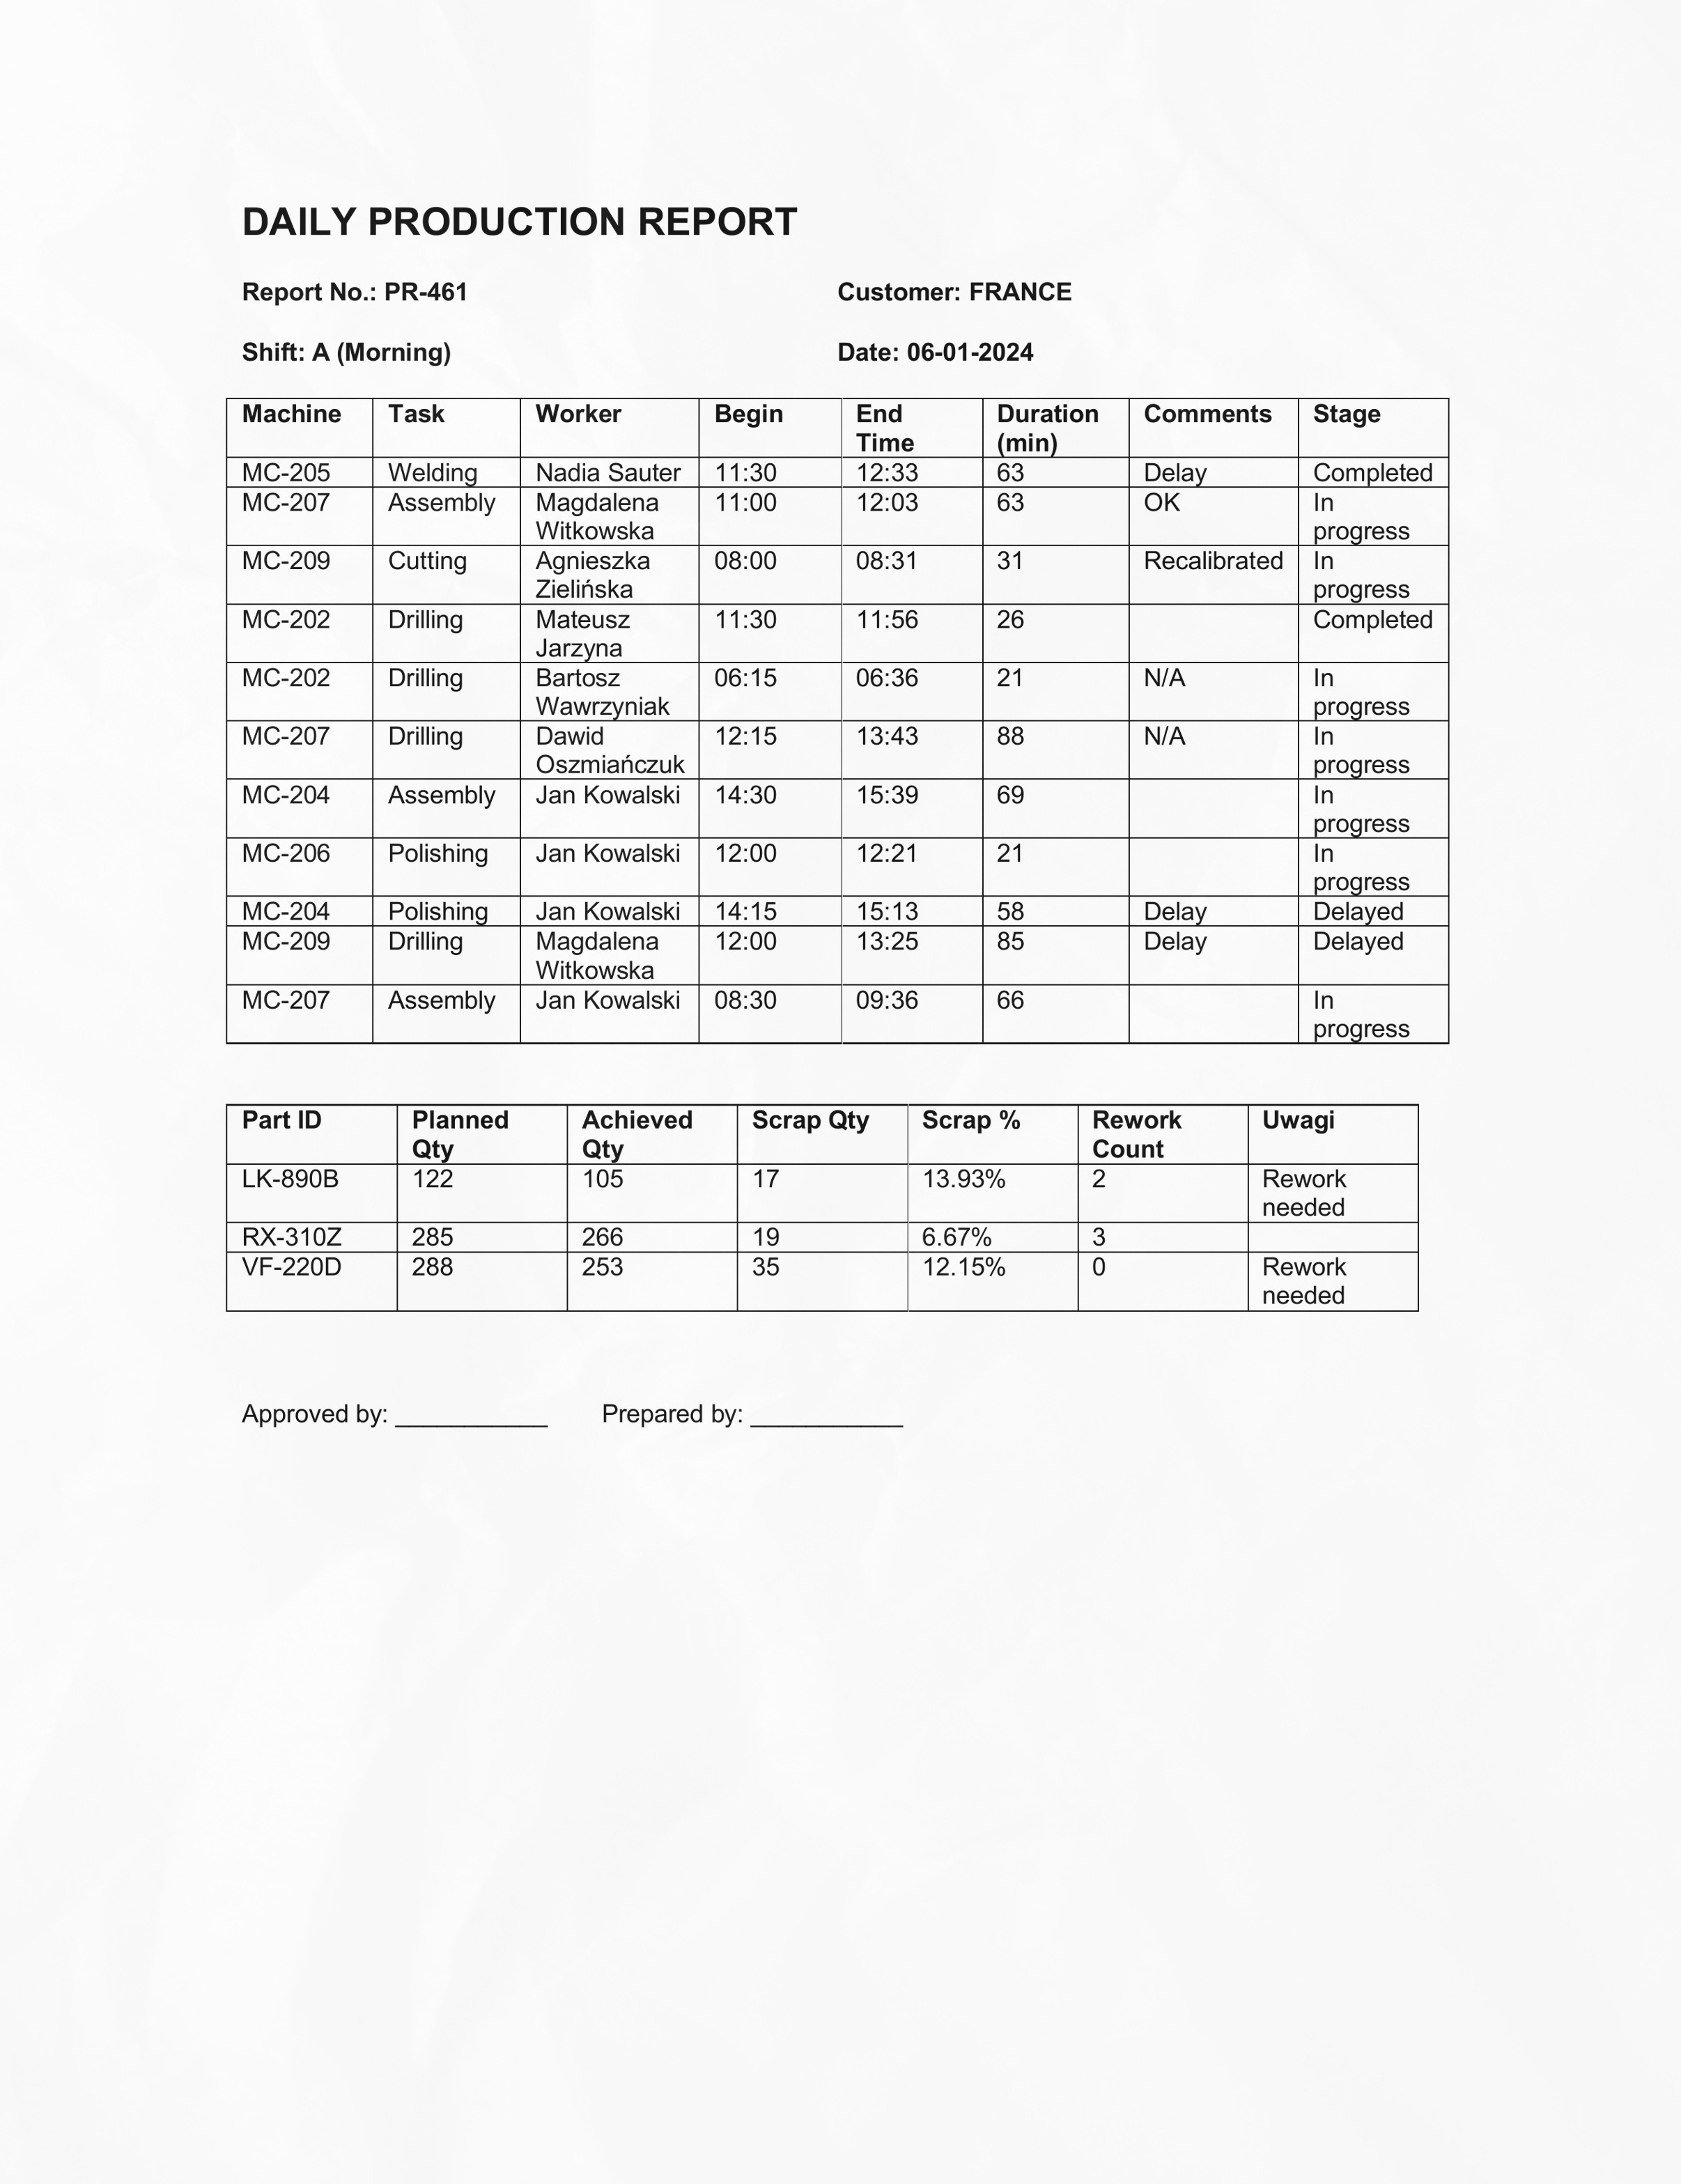 DAILY PRODUCTION REPORT
Report No.: PR-461 Customer: FRANCE
Shift: A (Morning) Date: 06-01-2024
Machine Task Worker Begin End Time Duration (min) Comments Stage
MC-205 Welding Nadia Sauter 11:30 12:33 63 Delay Completed
MC-207 Assembly Magdalena Witkowska 11:00 12:03 63 OK In progress
MC-209 Cutting Agnieszka Zielińska 08:00 08:31 31 Recalibrated In progress
MC-202 Drilling Mateusz Jarzyna 11:30 11:56 26 Completed
MC-202 Drilling Bartosz Wawrzyniak 06:15 06:36 21 N/A In progress
MC-207 Drilling Dawid Oszmiańczuk 12:15 13:43 88 N/A In progress
MC-204 Assembly Jan Kowalski 14:30 15:39 69 In progress
MC-206 Polishing Jan Kowalski 12:00 12:21 21 In progress
MC-204 Polishing Jan Kowalski 14:15 15:13 58 Delay Delayed
MC-209 Drilling Magdalena Witkowska 12:00 13:25 85 Delay Delayed
MC-207 Assembly Jan Kowalski 08:30 09:36 66 In progress
Part ID Planned Qty Achieved Qty Scrap Qty Scrap % Rework Count Uwagi
LK-890B 122 105 17 13.93% 2 Rework needed
RX-310Z 285 266 19 6.67% 3
VF-220D 288 253 35 12.15% 0 Rework needed
Approved by: ___________ Prepared by: ___________